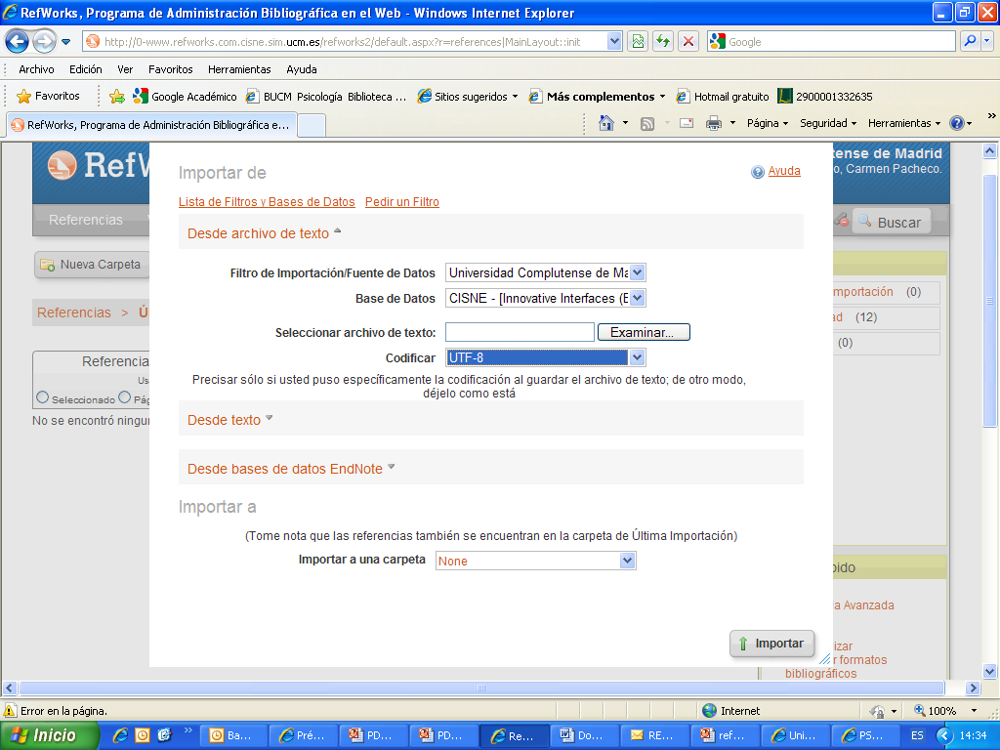 RefWorks, Programa de Administración Bibliográfica en el Web - Windows Internet Explorer
http://0-www.refworks.com.cisne.sim.ucm.es/refworks2/default.aspx?r=references|MainLayout::init
Google
Archivo Edición Ver Favoritos Herramientas Ayuda
Favoritos Google Académico BUCM Psicología Biblioteca ... Sitios sugeridos Más complementos Hotmail gratuito 2900001332635
RefWorks, Programa de Administración Bibliográfica e... Página Seguridad Herramientas »
RefW
tense de Madrid
o, Carmen Pacheco.
Importar de
Ayuda
Lista de Filtros y Bases de Datos Pedir un Filtro
Referencias
Buscar
Desde archivo de texto
Nueva Carpeta
Filtro de Importación/Fuente de Datos Universidad Complutense de Ma
Base de Datos CISNE - [Innovative Interfaces (E
mportación (0)
Referencias > Ú
ad (12)
Seleccionar archivo de texto: Examinar...
(0)
Codificar UTF-8
Referencia
Us
Seleccionado Pág
Precisar sólo si usted puso específicamente la codificación al guardar el archivo de texto; de otro modo,
déjelo como está
No se encontró ningur
Desde texto
Desde bases de datos EndNote
Importar a
(Tome nota que las referencias también se encuentran en la carpeta de Última Importación)
Importar a una carpeta None
pido
a Avanzada
Importar
izar
r formatos
bibliográficos
Error en la página. Internet 100%
Inicio » Ba... Pré... PD... PD... Re... Do... RE... ref... Uni... PS... ES 14:34